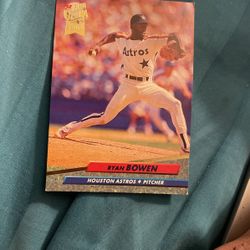 Astros
RYAN BOWEN
HOUSTON ASTROS • PITCHER